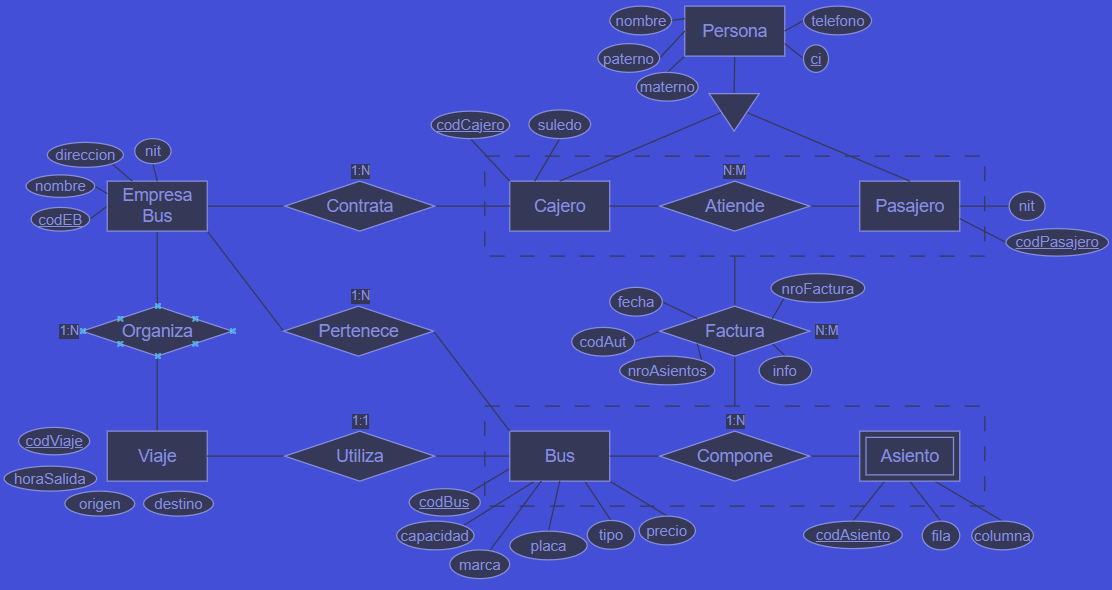 nombre
Persona
telefono
paterno
ci
materno
codCajero
suledo
direccion
nit
nombre
Empresa
Bus
codEB
1:N
Contrata
Cajero
N:M
Atiende
Pasajero
nit
codPasajero
1:N
Organiza
1:N
Pertenece
fecha
nroFactura
codAut
Factura
N:M
nroAsientos
info
codViaje
Viaje
horaSalida
origen
destino
1:1
Utiliza
Bus
1:N
Compone
Asiento
codBus
capacidad
marca
placa
tipo
precio
codAsiento
fila
columna